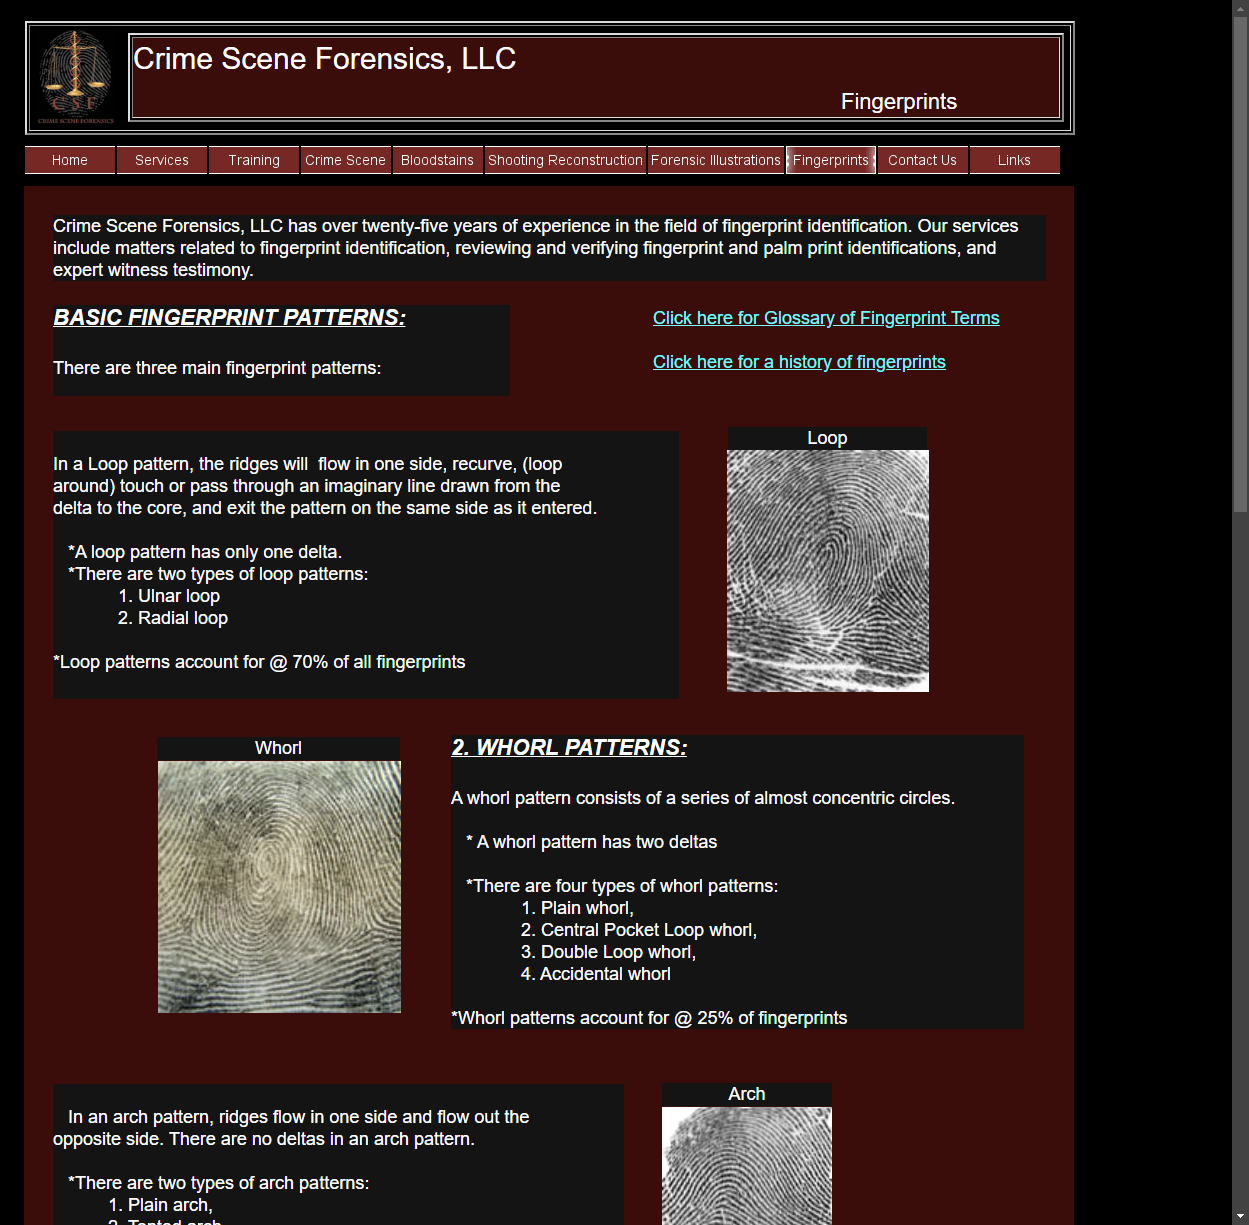 CSF
CRIME SCENE FORENSICS
Crime Scene Forensics, LLC
Fingerprints
Home Services Training Crime Scene Bloodstains Shooting Reconstruction Forensic Illustrations Fingerprints Contact Us Links
Crime Scene Forensics, LLC has over twenty-five years of experience in the field of fingerprint identification. Our services
include matters related to fingerprint identification, reviewing and verifying fingerprint and palm print identifications, and
expert witness testimony.
BASIC FINGERPRINT PATTERNS:
There are three main fingerprint patterns:
Click here for Glossary of Fingerprint Terms
Click here for a history of fingerprints
In a Loop pattern, the ridges will  flow in one side, recurve, (loop
around) touch or pass through an imaginary line drawn from the
delta to the core, and exit the pattern on the same side as it entered.
*A loop pattern has only one delta.
*There are two types of loop patterns:
1. Ulnar loop
2. Radial loop
*Loop patterns account for @ 70% of all fingerprints
Loop
Whorl
2. WHORL PATTERNS:
A whorl pattern consists of a series of almost concentric circles.
* A whorl pattern has two deltas
*There are four types of whorl patterns:
1. Plain whorl,
2. Central Pocket Loop whorl,
3. Double Loop whorl,
4. Accidental whorl
*Whorl patterns account for @ 25% of fingerprints
In an arch pattern, ridges flow in one side and flow out the
opposite side. There are no deltas in an arch pattern.
*There are two types of arch patterns:
1. Plain arch,
2. Tented arch
Arch